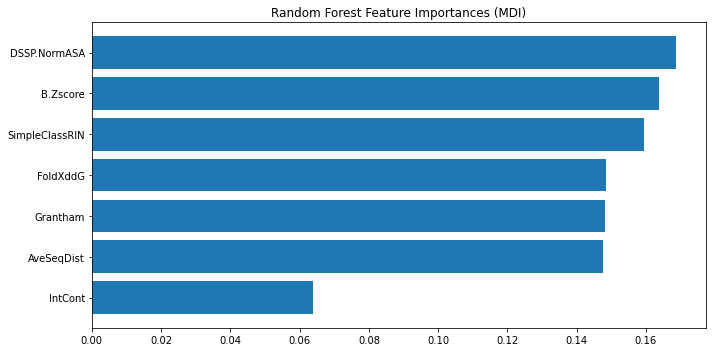 Random Forest Feature Importances (MDI)
DSSP.NormASA
B.Zscore
SimpleClassRIN
FoldXddG
Grantham
AveSeqDist
IntCont
0.00 0.02 0.04 0.06 0.08 0.10 0.12 0.14 0.16